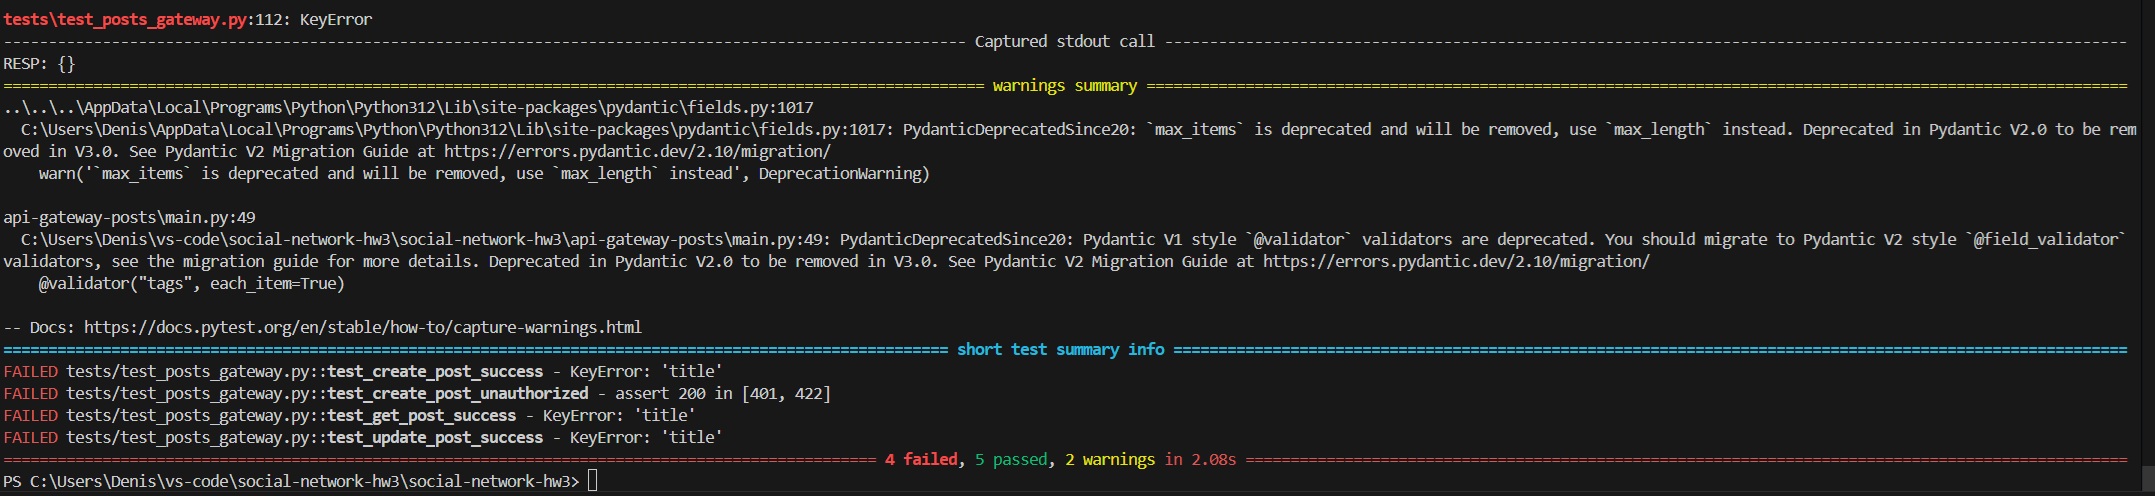 tests\test_posts_gateway.py:112: KeyError
---------------------------------------------------------------------------------------------------------- Captured stdout call ----------------------------------------------------------------------------------------------------------
RESP: {}
============================================================================================================ warnings summary ============================================================================================================
..\..\..\AppData\Local\Programs\Python\Python312\Lib\site-packages\pydantic\fields.py:1017
  C:\Users\Denis\AppData\Local\Programs\Python\Python312\Lib\site-packages\pydantic\fields.py:1017: PydanticDeprecatedSince20: `max_items` is deprecated and will be removed, use `max_length` instead. Deprecated in Pydantic V2.0 to be rem
oved in V3.0. See Pydantic V2 Migration Guide at https://errors.pydantic.dev/2.10/migration/
    warn('`max_items` is deprecated and will be removed, use `max_length` instead', DeprecationWarning)

api-gateway-posts\main.py:49
  C:\Users\Denis\vs-code\social-network-hw3\social-network-hw3\api-gateway-posts\main.py:49: PydanticDeprecatedSince20: Pydantic V1 style `@validator` validators are deprecated. You should migrate to Pydantic V2 style `@field_validator`
validators, see the migration guide for more details. Deprecated in Pydantic V2.0 to be removed in V3.0. See Pydantic V2 Migration Guide at https://errors.pydantic.dev/2.10/migration/
    @validator("tags", each_item=True)

-- Docs: https://docs.pytest.org/en/stable/how-to/capture-warnings.html
======================================================================================================== short test summary info =========================================================================================================
FAILED tests/test_posts_gateway.py::test_create_post_success - KeyError: 'title'
FAILED tests/test_posts_gateway.py::test_create_post_unauthorized - assert 200 in [401, 422]
FAILED tests/test_posts_gateway.py::test_get_post_success - KeyError: 'title'
FAILED tests/test_posts_gateway.py::test_update_post_success - KeyError: 'title'
================================================================================================ 4 failed, 5 passed, 2 warnings in 2.08s =================================================================================================
PS C:\Users\Denis\vs-code\social-network-hw3\social-network-hw3>